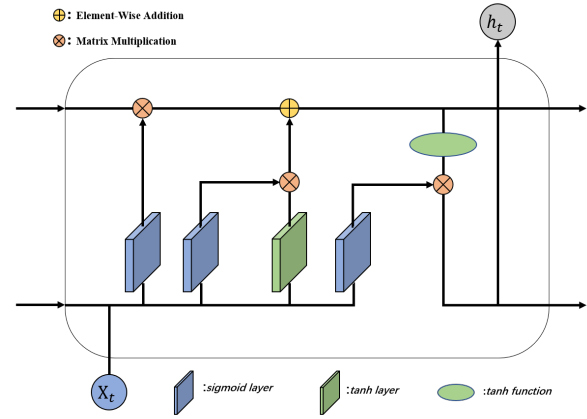 : Element-Wise Addition
h_t
: Matrix Multiplication
X_t
:sigmoid layer
:tanh layer
:tanh function